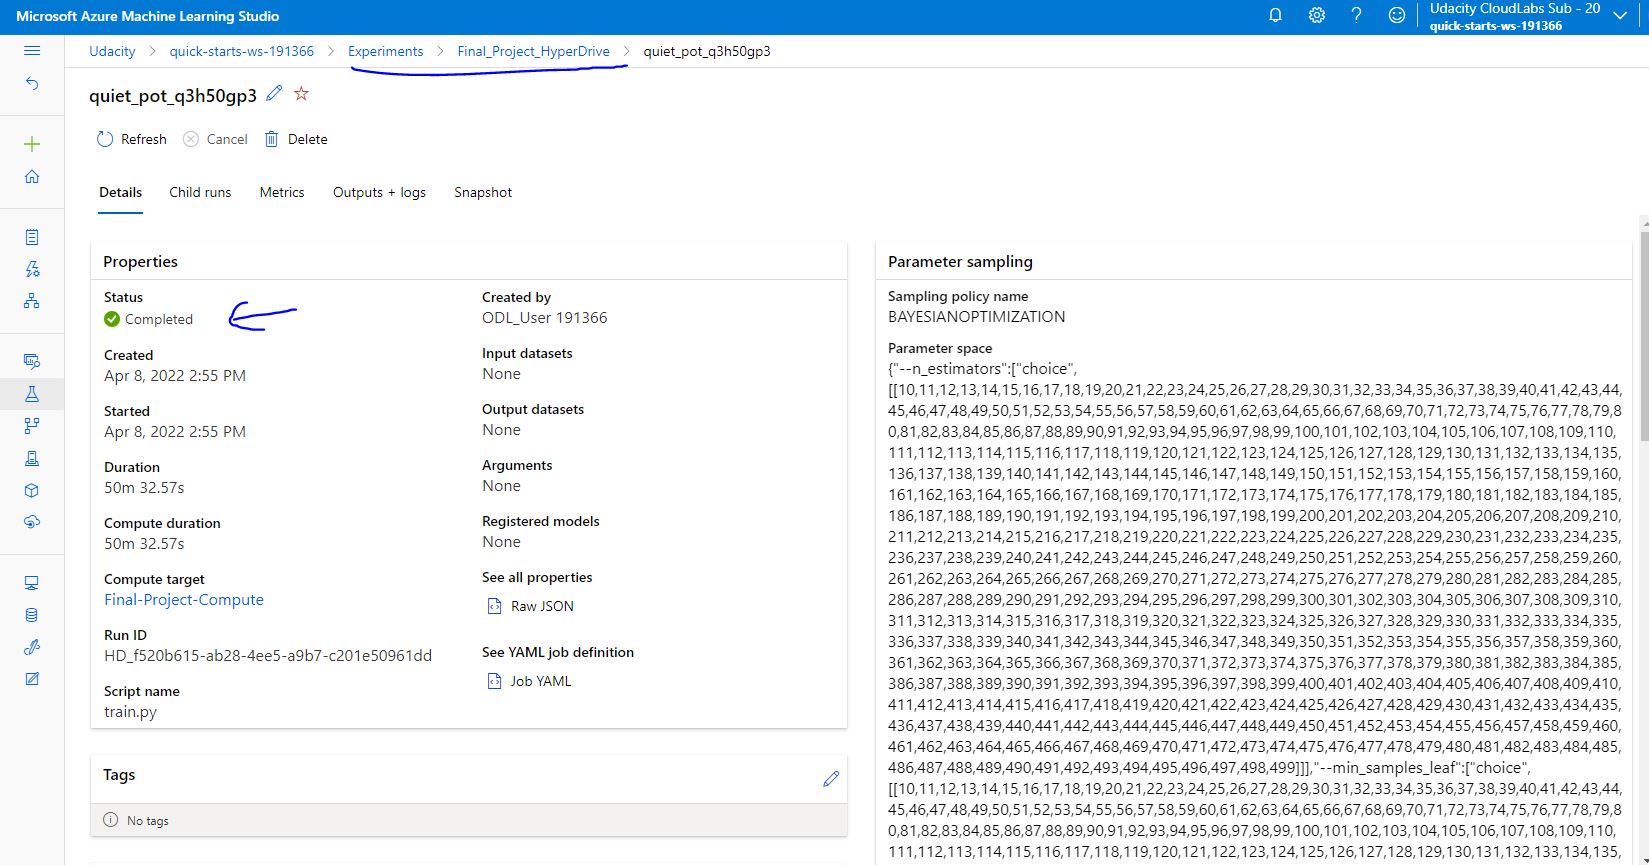 Microsoft Azure Machine Learning Studio
Udacity CloudLabs Sub - 20
quick-starts-ws-191366
Udacity > quick-starts-ws-191366 > Experiments > Final_Project_HyperDrive > quiet_pot_q3h50gp3
quiet_pot_q3h50gp3
Refresh Cancel Delete
Details Child runs Metrics Outputs + logs Snapshot
Properties
Status
Completed
Created
Apr 8, 2022 2:55 PM
Started
Apr 8, 2022 2:55 PM
Duration
50m 32.57s
Compute duration
50m 32.57s
Compute target
Final-Project-Compute
Run ID
HD_f520b615-ab28-4ee5-a9b7-c201e50961dd
Script name
train.py
Created by
ODL_User 191366
Input datasets
None
Output datasets
None
Arguments
None
Registered models
None
See all properties
Raw JSON
See YAML job definition
Job YAML
Tags
No tags
Parameter sampling
Sampling policy name
BAYESIANOPTIMIZATION
Parameter space
{"--n_estimators":["choice",
[[10,11,12,13,14,15,16,17,18,19,20,21,22,23,24,25,26,27,28,29,30,31,32,33,34,35,36,37,38,39,40,41,42,43,44,
45,46,47,48,49,50,51,52,53,54,55,56,57,58,59,60,61,62,63,64,65,66,67,68,69,70,71,72,73,74,75,76,77,78,79,8
0,81,82,83,84,85,86,87,88,89,90,91,92,93,94,95,96,97,98,99,100,101,102,103,104,105,106,107,108,109,110,
111,112,113,114,115,116,117,118,119,120,121,122,123,124,125,126,127,128,129,130,131,132,133,134,135,
136,137,138,139,140,141,142,143,144,145,146,147,148,149,150,151,152,153,154,155,156,157,158,159,160,
161,162,163,164,165,166,167,168,169,170,171,172,173,174,175,176,177,178,179,180,181,182,183,184,185,
186,187,188,189,190,191,192,193,194,195,196,197,198,199,200,201,202,203,204,205,206,207,208,209,210,
211,212,213,214,215,216,217,218,219,220,221,222,223,224,225,226,227,228,229,230,231,232,233,234,235,
236,237,238,239,240,241,242,243,244,245,246,247,248,249,250,251,252,253,254,255,256,257,258,259,260,
261,262,263,264,265,266,267,268,269,270,271,272,273,274,275,276,277,278,279,280,281,282,283,284,285,
286,287,288,289,290,291,292,293,294,295,296,297,298,299,300,301,302,303,304,305,306,307,308,309,310,
311,312,313,314,315,316,317,318,319,320,321,322,323,324,325,326,327,328,329,330,331,332,333,334,335,
336,337,338,339,340,341,342,343,344,345,346,347,348,349,350,351,352,353,354,355,356,357,358,359,360,
361,362,363,364,365,366,367,368,369,370,371,372,373,374,375,376,377,378,379,380,381,382,383,384,385,
386,387,388,389,390,391,392,393,394,395,396,397,398,399,400,401,402,403,404,405,406,407,408,409,410,
411,412,413,414,415,416,417,418,419,420,421,422,423,424,425,426,427,428,429,430,431,432,433,434,435,
436,437,438,439,440,441,442,443,444,445,446,447,448,449,450,451,452,453,454,455,456,457,458,459,460,
461,462,463,464,465,466,467,468,469,470,471,472,473,474,475,476,477,478,479,480,481,482,483,484,485,
486,487,488,489,490,491,492,493,494,495,496,497,498,499]]],"--min_samples_leaf":["choice",
[[10,11,12,13,14,15,16,17,18,19,20,21,22,23,24,25,26,27,28,29,30,31,32,33,34,35,36,37,38,39,40,41,42,43,44,
45,46,47,48,49,50,51,52,53,54,55,56,57,58,59,60,61,62,63,64,65,66,67,68,69,70,71,72,73,74,75,76,77,78,79,8
0,81,82,83,84,85,86,87,88,89,90,91,92,93,94,95,96,97,98,99,100,101,102,103,104,105,106,107,108,109,110,
111,112,113,114,115,116,117,118,119,120,121,122,123,124,125,126,127,128,129,130,131,132,133,134,135,